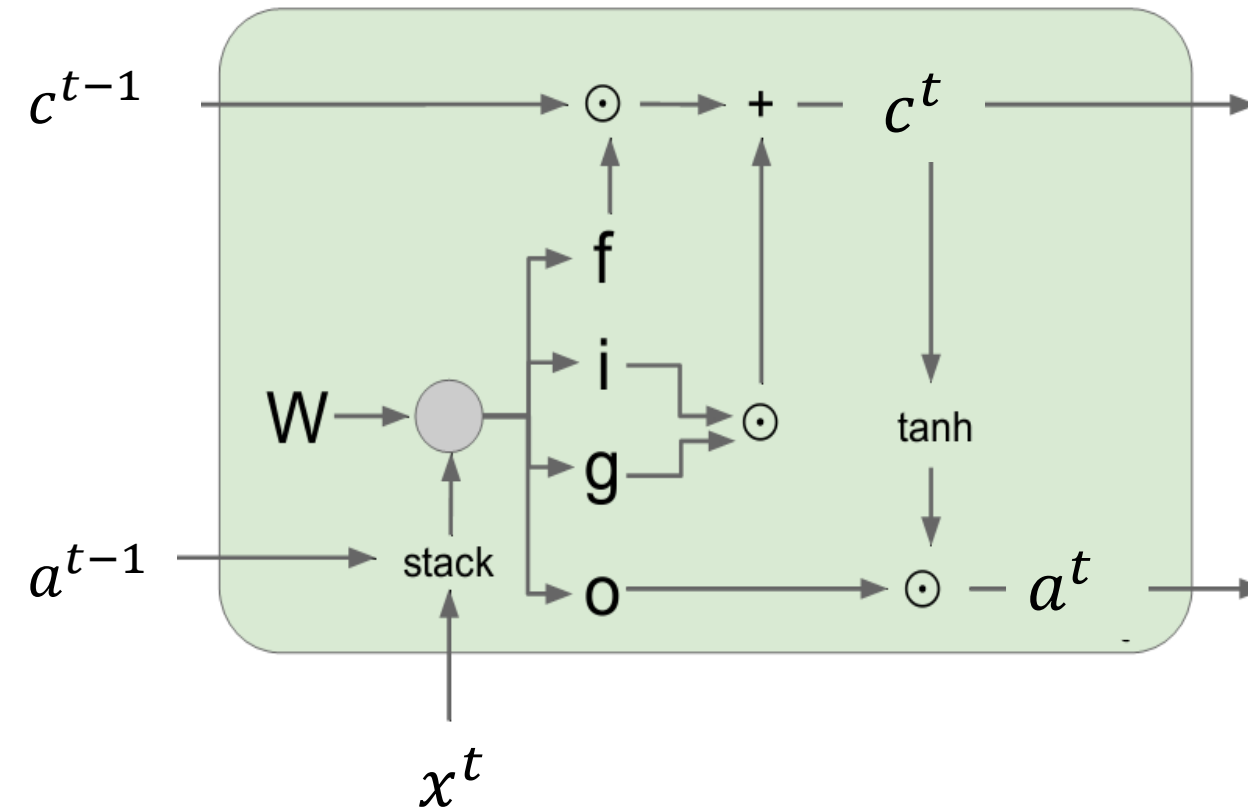 c^{t-1} ⊙ + c^t
f
i
W ⊙ tanh
g
a^{t-1} stack
o ⊙ a^t
-
x^t